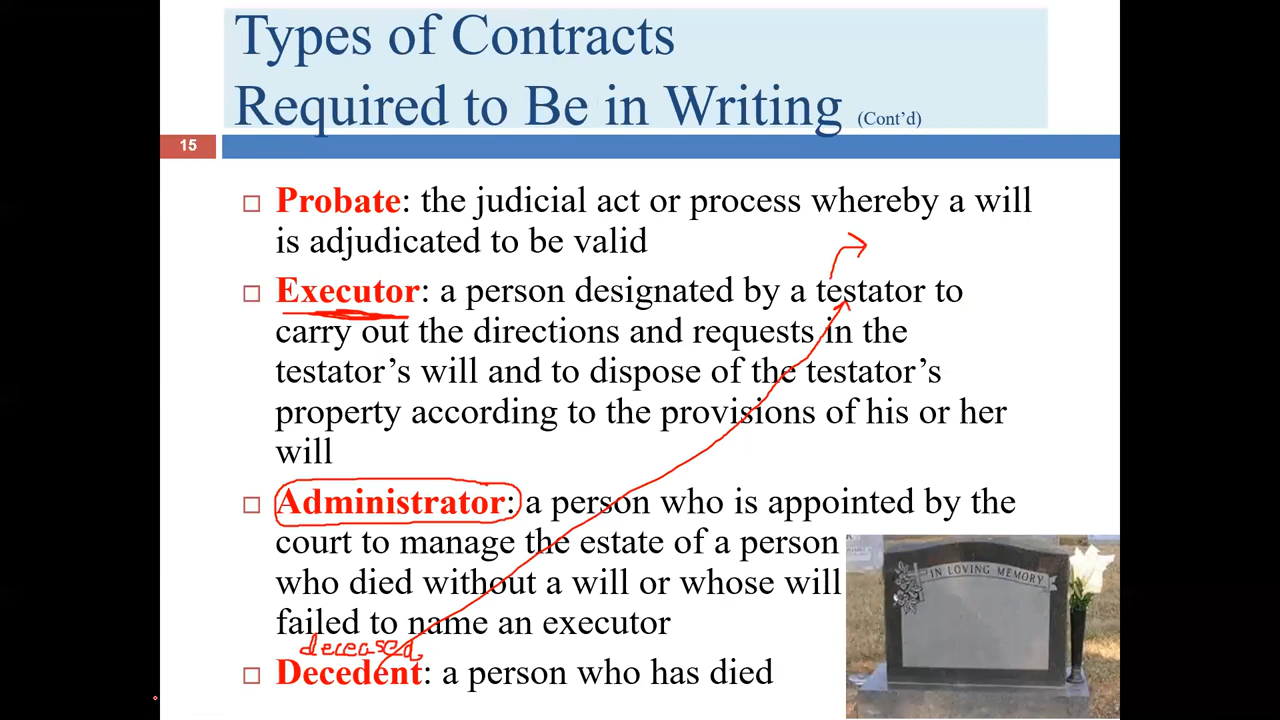 Types of Contracts
Required to Be in Writing (Cont’d)
15
Probate: the judicial act or process whereby a will
is adjudicated to be valid
Executor: a person designated by a testator to
carry out the directions and requests in the
testator’s will and to dispose of the testator’s
property according to the provisions of his or her
will
Administrator: a person who is appointed by the
court to manage the estate of a person
who died without a will or whose will
failed to name an executor
deceased
Decedent: a person who has died
IN LOVING MEMORY